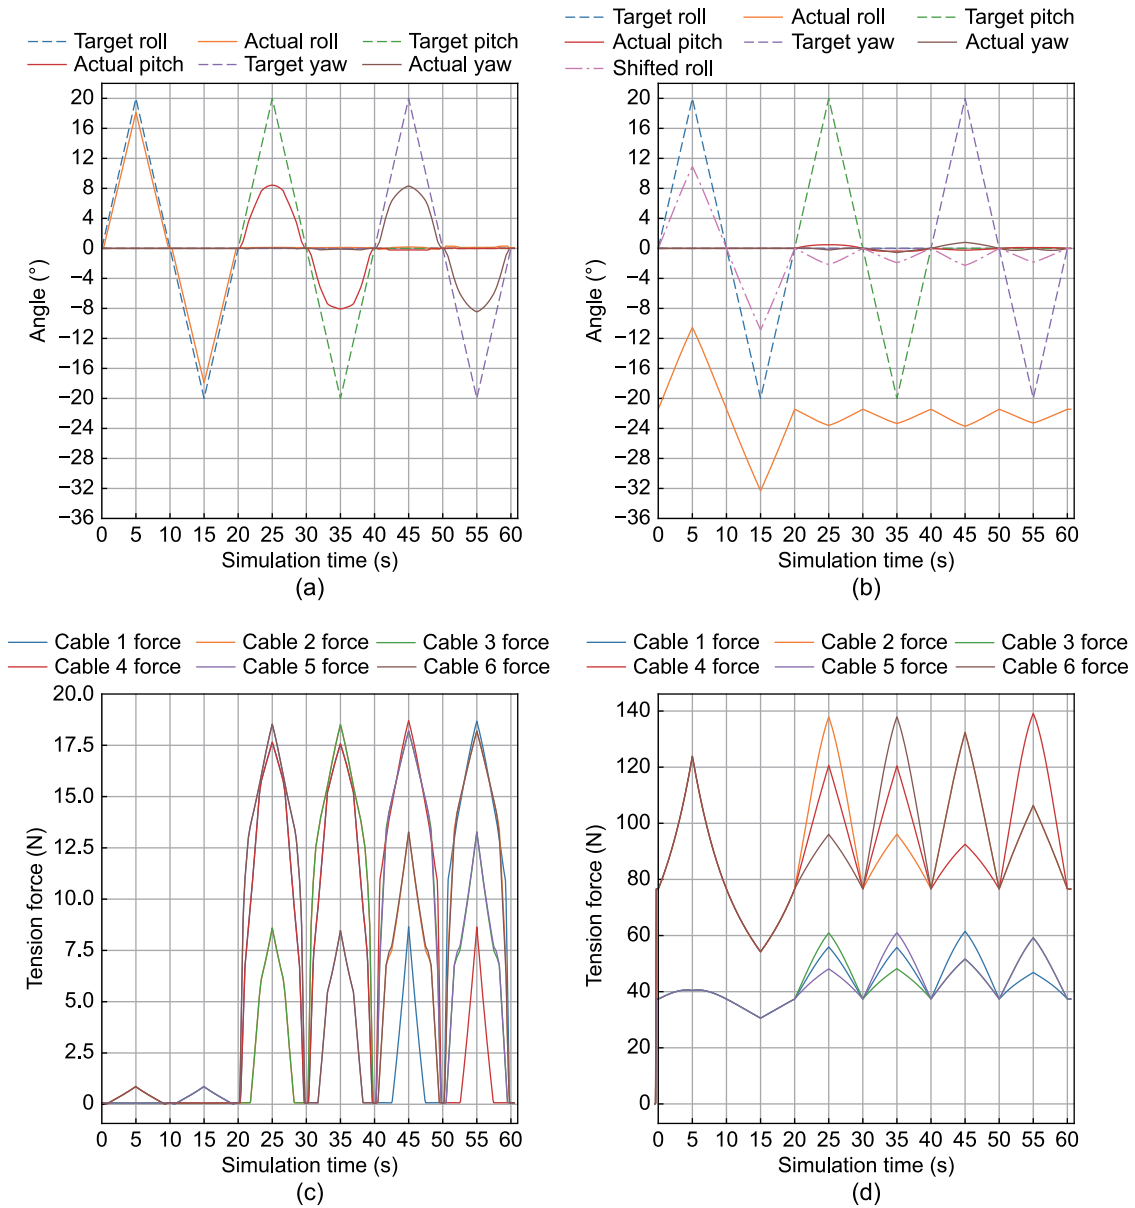 Target roll Actual roll Target pitch
Actual pitch Target yaw Actual yaw
20
16
12
8
4
0
−4
−8
−12
−16
−20
−24
−28
−32
−36
Angle (°)
0 5 10 15 20 25 30 35 40 45 50 55 60
Simulation time (s)
(a)
Target roll Actual roll Target pitch
Actual pitch Target yaw Actual yaw
Shifted roll
20
16
12
8
4
0
−4
−8
−12
−16
−20
−24
−28
−32
−36
Angle (°)
0 5 10 15 20 25 30 35 40 45 50 55 60
Simulation time (s)
(b)
Cable 1 force Cable 2 force Cable 3 force
Cable 4 force Cable 5 force Cable 6 force
20.0
17.5
15.0
12.5
10.0
7.5
5.0
2.5
0
Tension force (N)
0 5 10 15 20 25 30 35 40 45 50 55 60
Simulation time (s)
(c)
Cable 1 force Cable 2 force Cable 3 force
Cable 4 force Cable 5 force Cable 6 force
140
120
100
80
60
40
20
0
Tension force (N)
0 5 10 15 20 25 30 35 40 45 50 55 60
Simulation time (s)
(d)